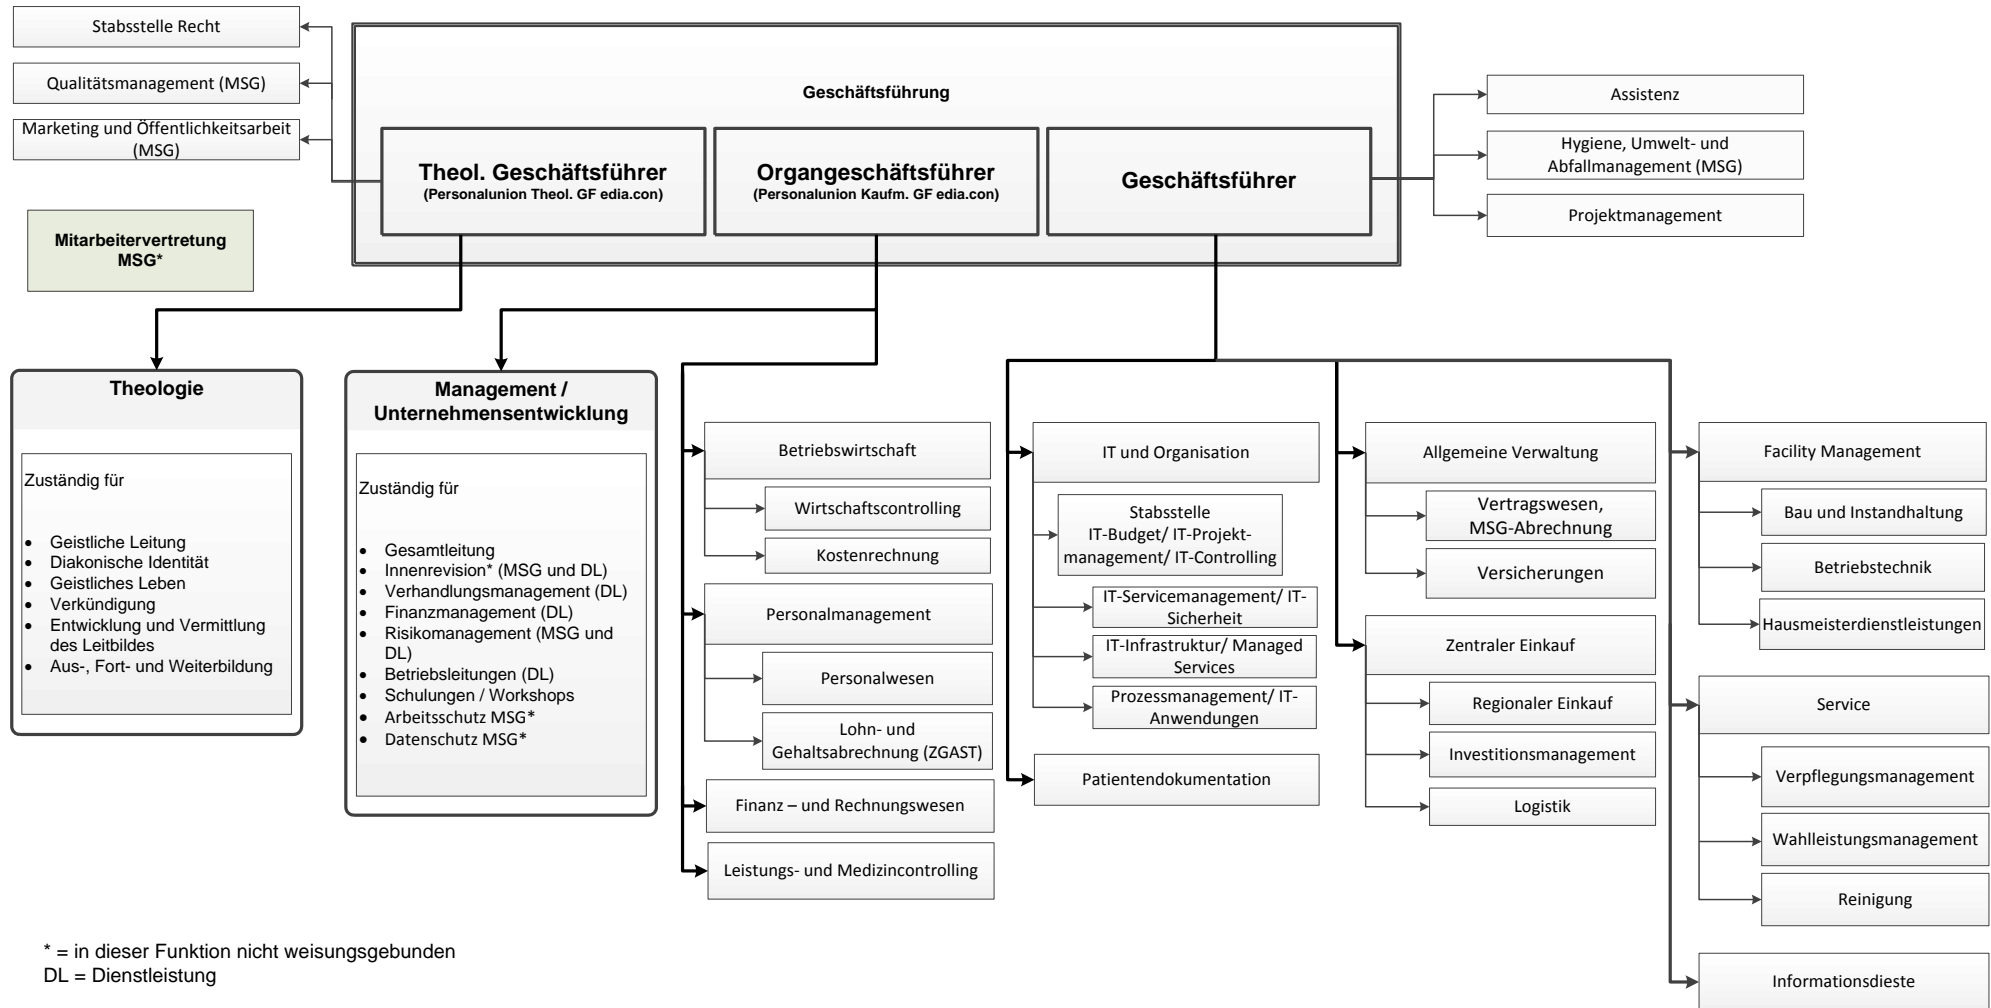 Stabsstelle Recht
Qualitätsmanagement (MSG)
Marketing und Öffentlichkeitsarbeit
(MSG)
Geschäftsführung
Theol. Geschäftsführer
(Personalunion Theol. GF edia.con)
Organgeschäftsführer
(Personalunion Kaufm. GF edia.con)
Geschäftsführer
Assistenz
Hygiene, Umwelt- und
Abfallmanagement (MSG)
Projektmanagement
Mitarbeitervertretung
MSG*
Theologie
Zuständig für
• Geistliche Leitung
• Diakonische Identität
• Geistliches Leben
• Verkündigung
• Entwicklung und Vermittlung
des Leitbildes
• Aus-, Fort- und Weiterbildung
Management /
Unternehmensentwicklung
Zuständig für
• Gesamtleitung
• Innenrevision* (MSG und DL)
• Verhandlungsmanagement (DL)
• Finanzmanagement (DL)
• Risikomanagement (MSG und
DL)
• Betriebsleitungen (DL)
• Schulungen / Workshops
• Arbeitsschutz MSG*
• Datenschutz MSG*
Betriebswirtschaft
Wirtschaftscontrolling
Kostenrechnung
Personalmanagement
Personalwesen
Lohn- und
Gehaltsabrechnung (ZGAST)
Finanz – und Rechnungswesen
Leistungs- und Medizincontrolling
IT und Organisation
Stabsstelle
IT-Budget/ IT-Projekt-
management/ IT-Controlling
IT-Servicemanagement/ IT-
Sicherheit
IT-Infrastruktur/ Managed
Services
Prozessmanagement/ IT-
Anwendungen
Patientendokumentation
Allgemeine Verwaltung
Vertragswesen,
MSG-Abrechnung
Versicherungen
Zentraler Einkauf
Regionaler Einkauf
Investitionsmanagement
Logistik
Facility Management
Bau und Instandhaltung
Betriebstechnik
Hausmeisterdienstleistungen
Service
Verpflegungsmanagement
Wahlleistungsmanagement
Reinigung
Informationsdieste
* = in dieser Funktion nicht weisungsgebunden
DL = Dienstleistung